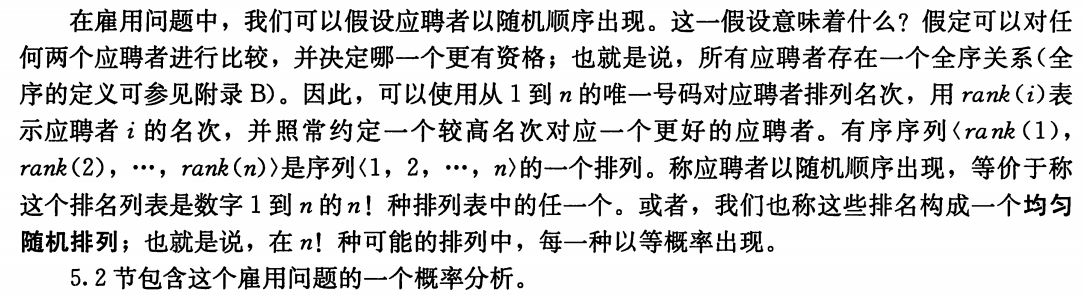 在雇用问题中，我们可以假设应聘者以随机顺序出现。这一假设意味着什么？假定可以对任
何两个应聘者进行比较，并决定哪一个更有资格；也就是说，所有应聘者存在一个全序关系(全
序的定义可参见附录 B)。因此，可以使用从 1 到 n 的唯一号码对应聘者排列名次，用 rank(i)表
示应聘者 i 的名次，并照常约定一个较高名次对应一个更好的应聘者。有序序列〈rank(1)，
rank(2)，…，rank(n)〉是序列〈1，2，…，n〉的一个排列。称应聘者以随机顺序出现，等价于称
这个排名列表是数字 1 到 n 的 n！种排列表中的任一个。或者，我们也称这些排名构成一个均匀
随机排列；也就是说，在 n！种可能的排列中，每一种以等概率出现。
5.2 节包含这个雇用问题的一个概率分析。